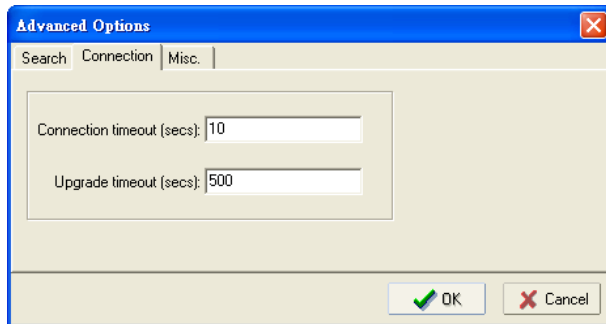 Advanced Options
Search Connection Misc.
Connection timeout (secs): 10
Upgrade timeout (secs): 500
OK Cancel